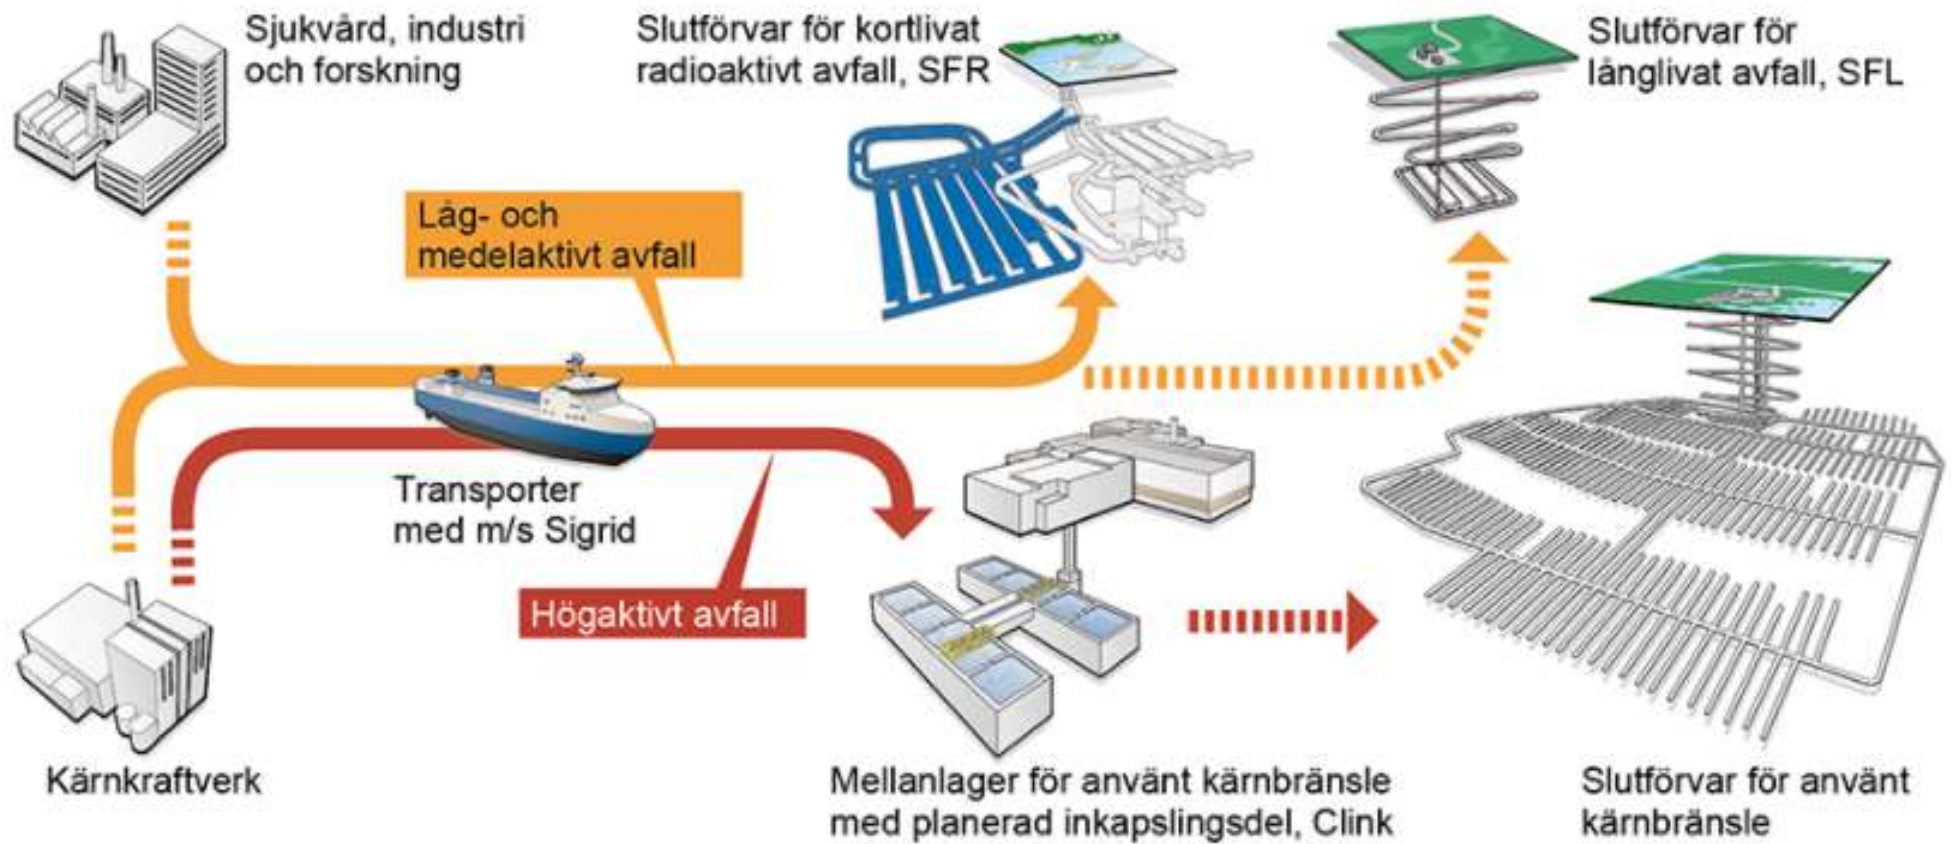 Sjukvård, industri
och forskning
Slutförvar för kortlivat
radioaktivt avfall, SFR
Slutförvar för
långlivat avfall, SFL
Låg- och
medelaktivt avfall
Transporter
med m/s Sigrid
Högaktivt avfall
Kärnkraftverk
Mellanlager för använt kärnbränsle
med planerad inkapslingsdel, Clink
Slutförvar för använt
kärnbränsle